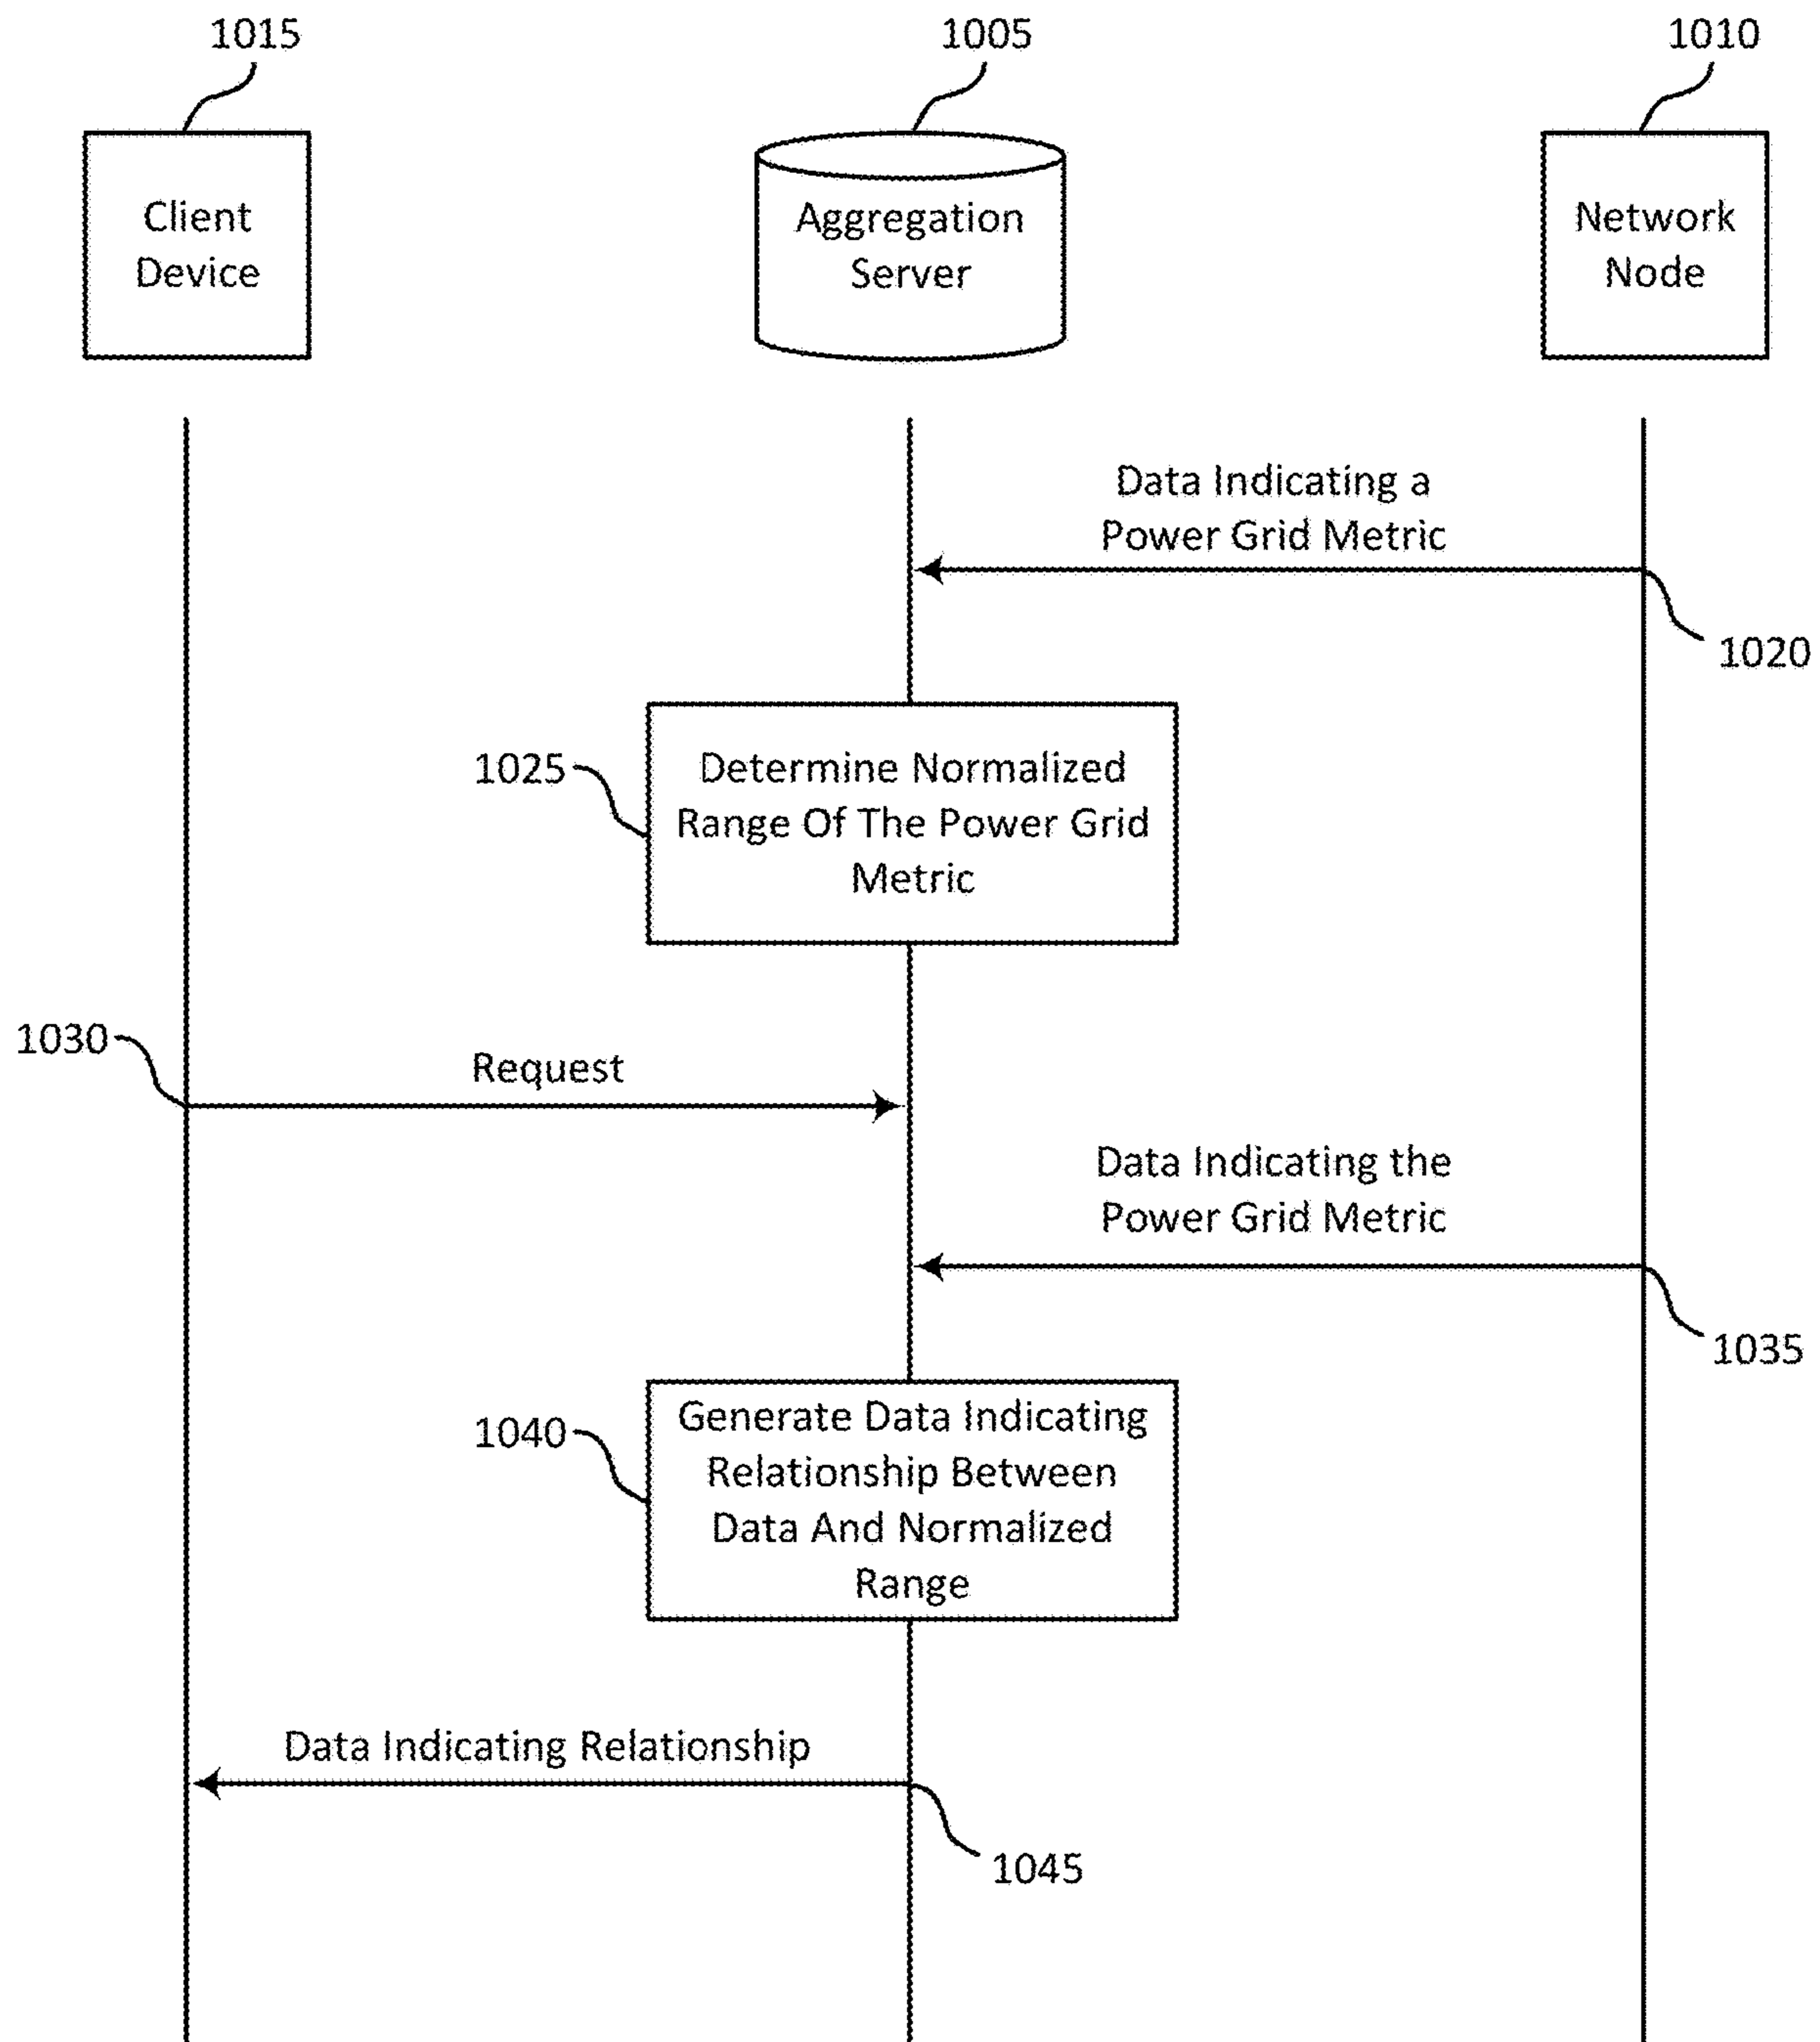 1015
1005
1010
Client
Device
Aggregation
Server
Network
Node
Data Indicating a
Power Grid Metric
1020
1025
Determine Normalized
Range Of The Power Grid
Metric
1030
Request
Data Indicating the
Power Grid Metric
1035
1040
Generate Data Indicating
Relationship Between
Data And Normalized
Range
Data Indicating Relationship
1045